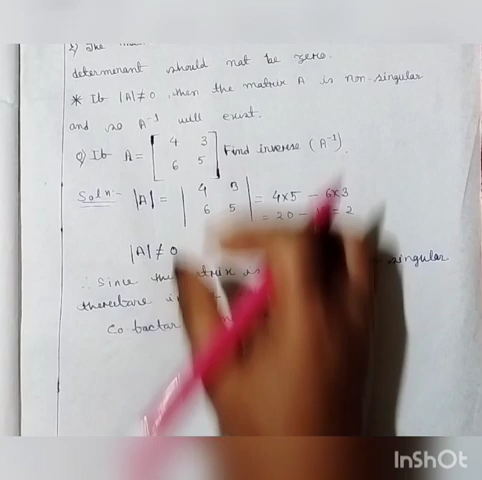 2) The
determinant should not be zero.
* If |A|≠0, then the matrix A is non-singular
and so A⁻¹ will exist.
Q) If A = [4 3
6 5] Find inverse (A⁻¹).
Soln:- |A| = |4 3
6 5| = 4×5 - 6×3
= 20 - = 2
|A| ≠ 0
∴ Since the singular
therefore
Co-factor
InShOt